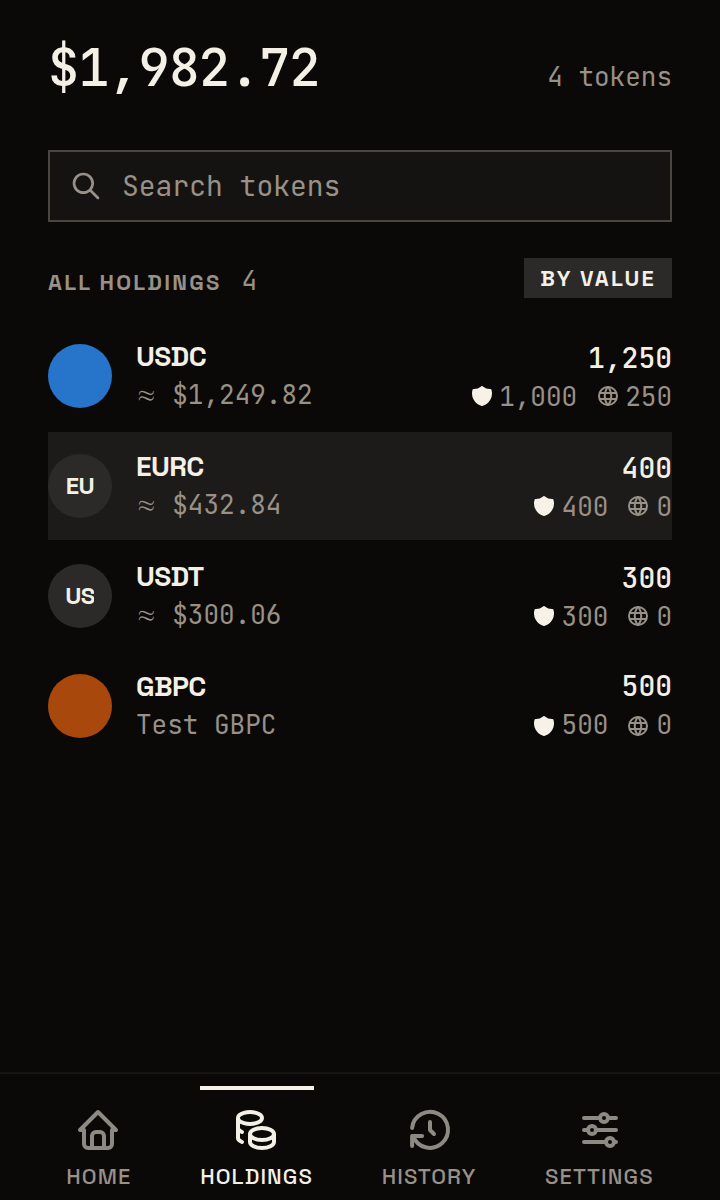 $1,982.72 4 tokens
Search tokens
ALL HOLDINGS 4 BY VALUE
USDC 1,250
≈ $1,249.82 1,000 250
EU EURC 400
≈ $432.84 400 0
US USDT 300
≈ $300.06 300 0
GBPC 500
Test GBPC 500 0
HOME HOLDINGS HISTORY SETTINGS